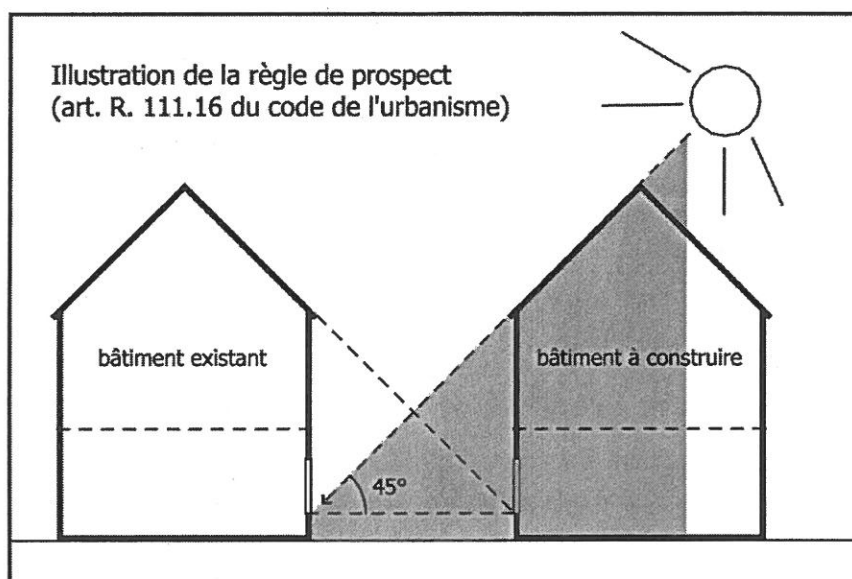 Illustration de la règle de prospect
(art. R. 111.16 du code de l'urbanisme)
bâtiment existant
bâtiment à construire
45°